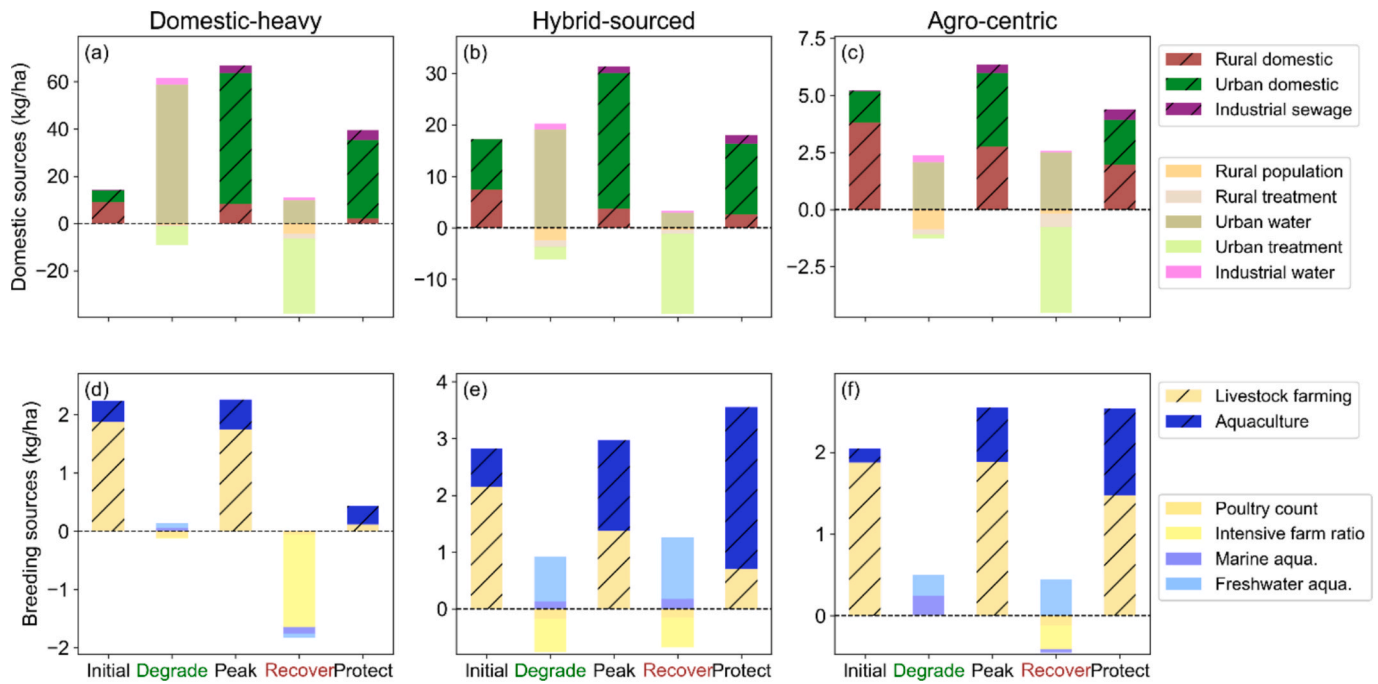 Domestic-heavy
Hybrid-sourced
Agro-centric
Domestic sources (kg/ha)
(a)
60
40
20
0
−20
(b)
30
20
10
0
−10
(c)
7.5
5.0
2.5
0.0
−2.5
Rural domestic
Urban domestic
Industrial sewage
Rural population
Rural treatment
Urban water
Urban treatment
Industrial water
Breeding sources (kg/ha)
(d)
2
1
0
−1
−2
Initial Degrade Peak Recover Protect
(e)
4
3
2
1
0
Initial Degrade Peak Recover Protect
(f)
2
1
0
Initial Degrade Peak Recover Protect
Livestock farming
Aquaculture
Poultry count
Intensive farm ratio
Marine aqua.
Freshwater aqua.